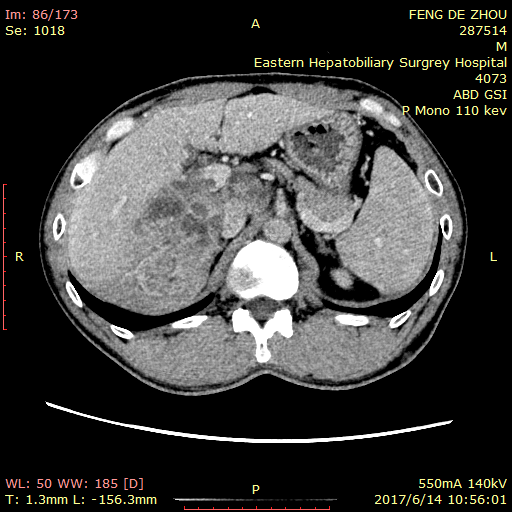 Im: 86/173
Se: 1018
A
FENG DE ZHOU
287514
M
Eastern Hepatobiliary Surgrey Hospital
4073
ABD GSI
P Mono 110 kev
R
L
WL: 50 WW: 185 [D]
T: 1.3mm L: -156.3mm
P
550mA 140kV
2017/6/14 10:56:01